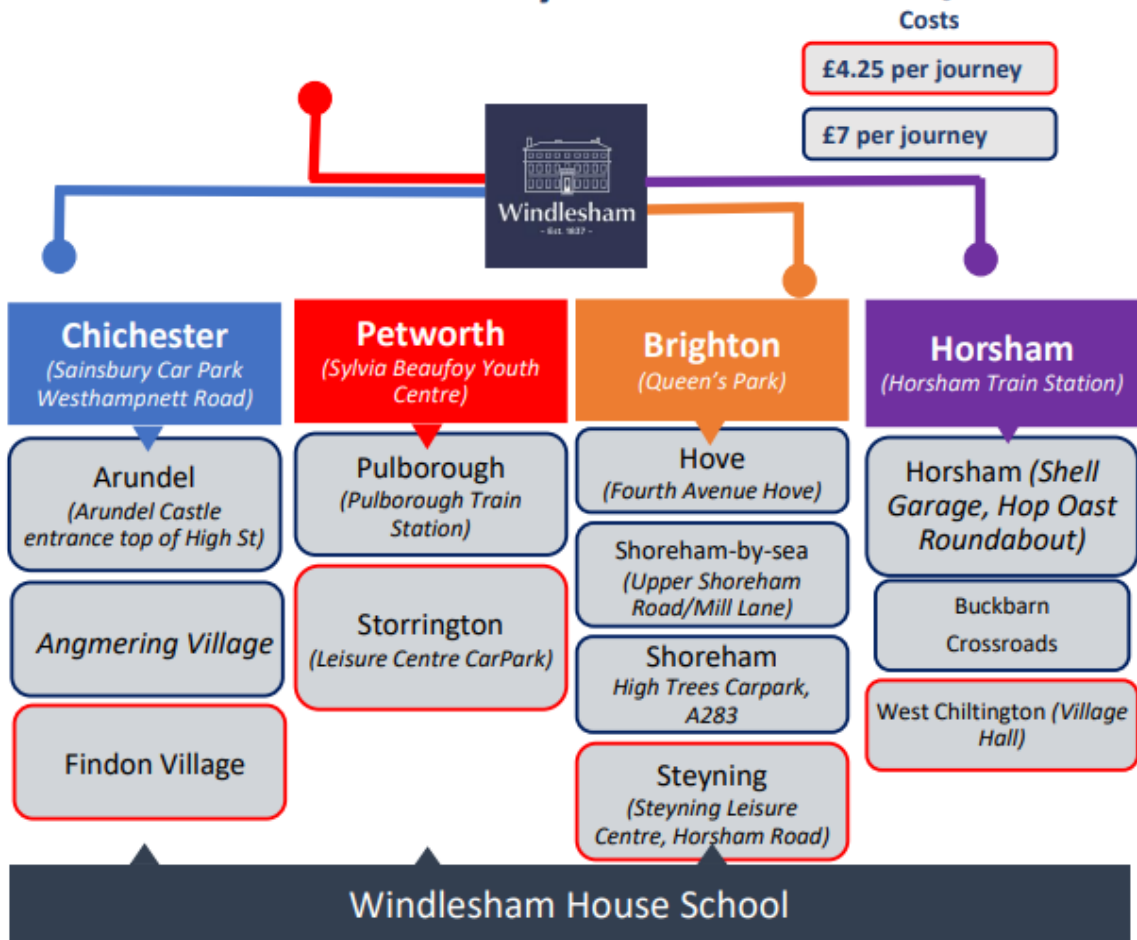 Costs
£4.25 per journey
£7 per journey
Windlesham
- Est. 1837 -
Chichester
(Sainsbury Car Park
Westhampnett Road)
Arundel
(Arundel Castle
entrance top of High St)
Angmering Village
Findon Village
Petworth
(Sylvia Beaufoy Youth
Centre)
Pulborough
(Pulborough Train
Station)
Storrington
(Leisure Centre CarPark)
Brighton
(Queen's Park)
Hove
(Fourth Avenue Hove)
Shoreham-by-sea
(Upper Shoreham
Road/Mill Lane)
Shoreham
High Trees Carpark,
A283
Steyning
(Steyning Leisure
Centre, Horsham Road)
Horsham
(Horsham Train Station)
Horsham (Shell
Garage, Hop Oast
Roundabout)
Buckbarn
Crossroads
West Chiltington (Village
Hall)
Windlesham House School